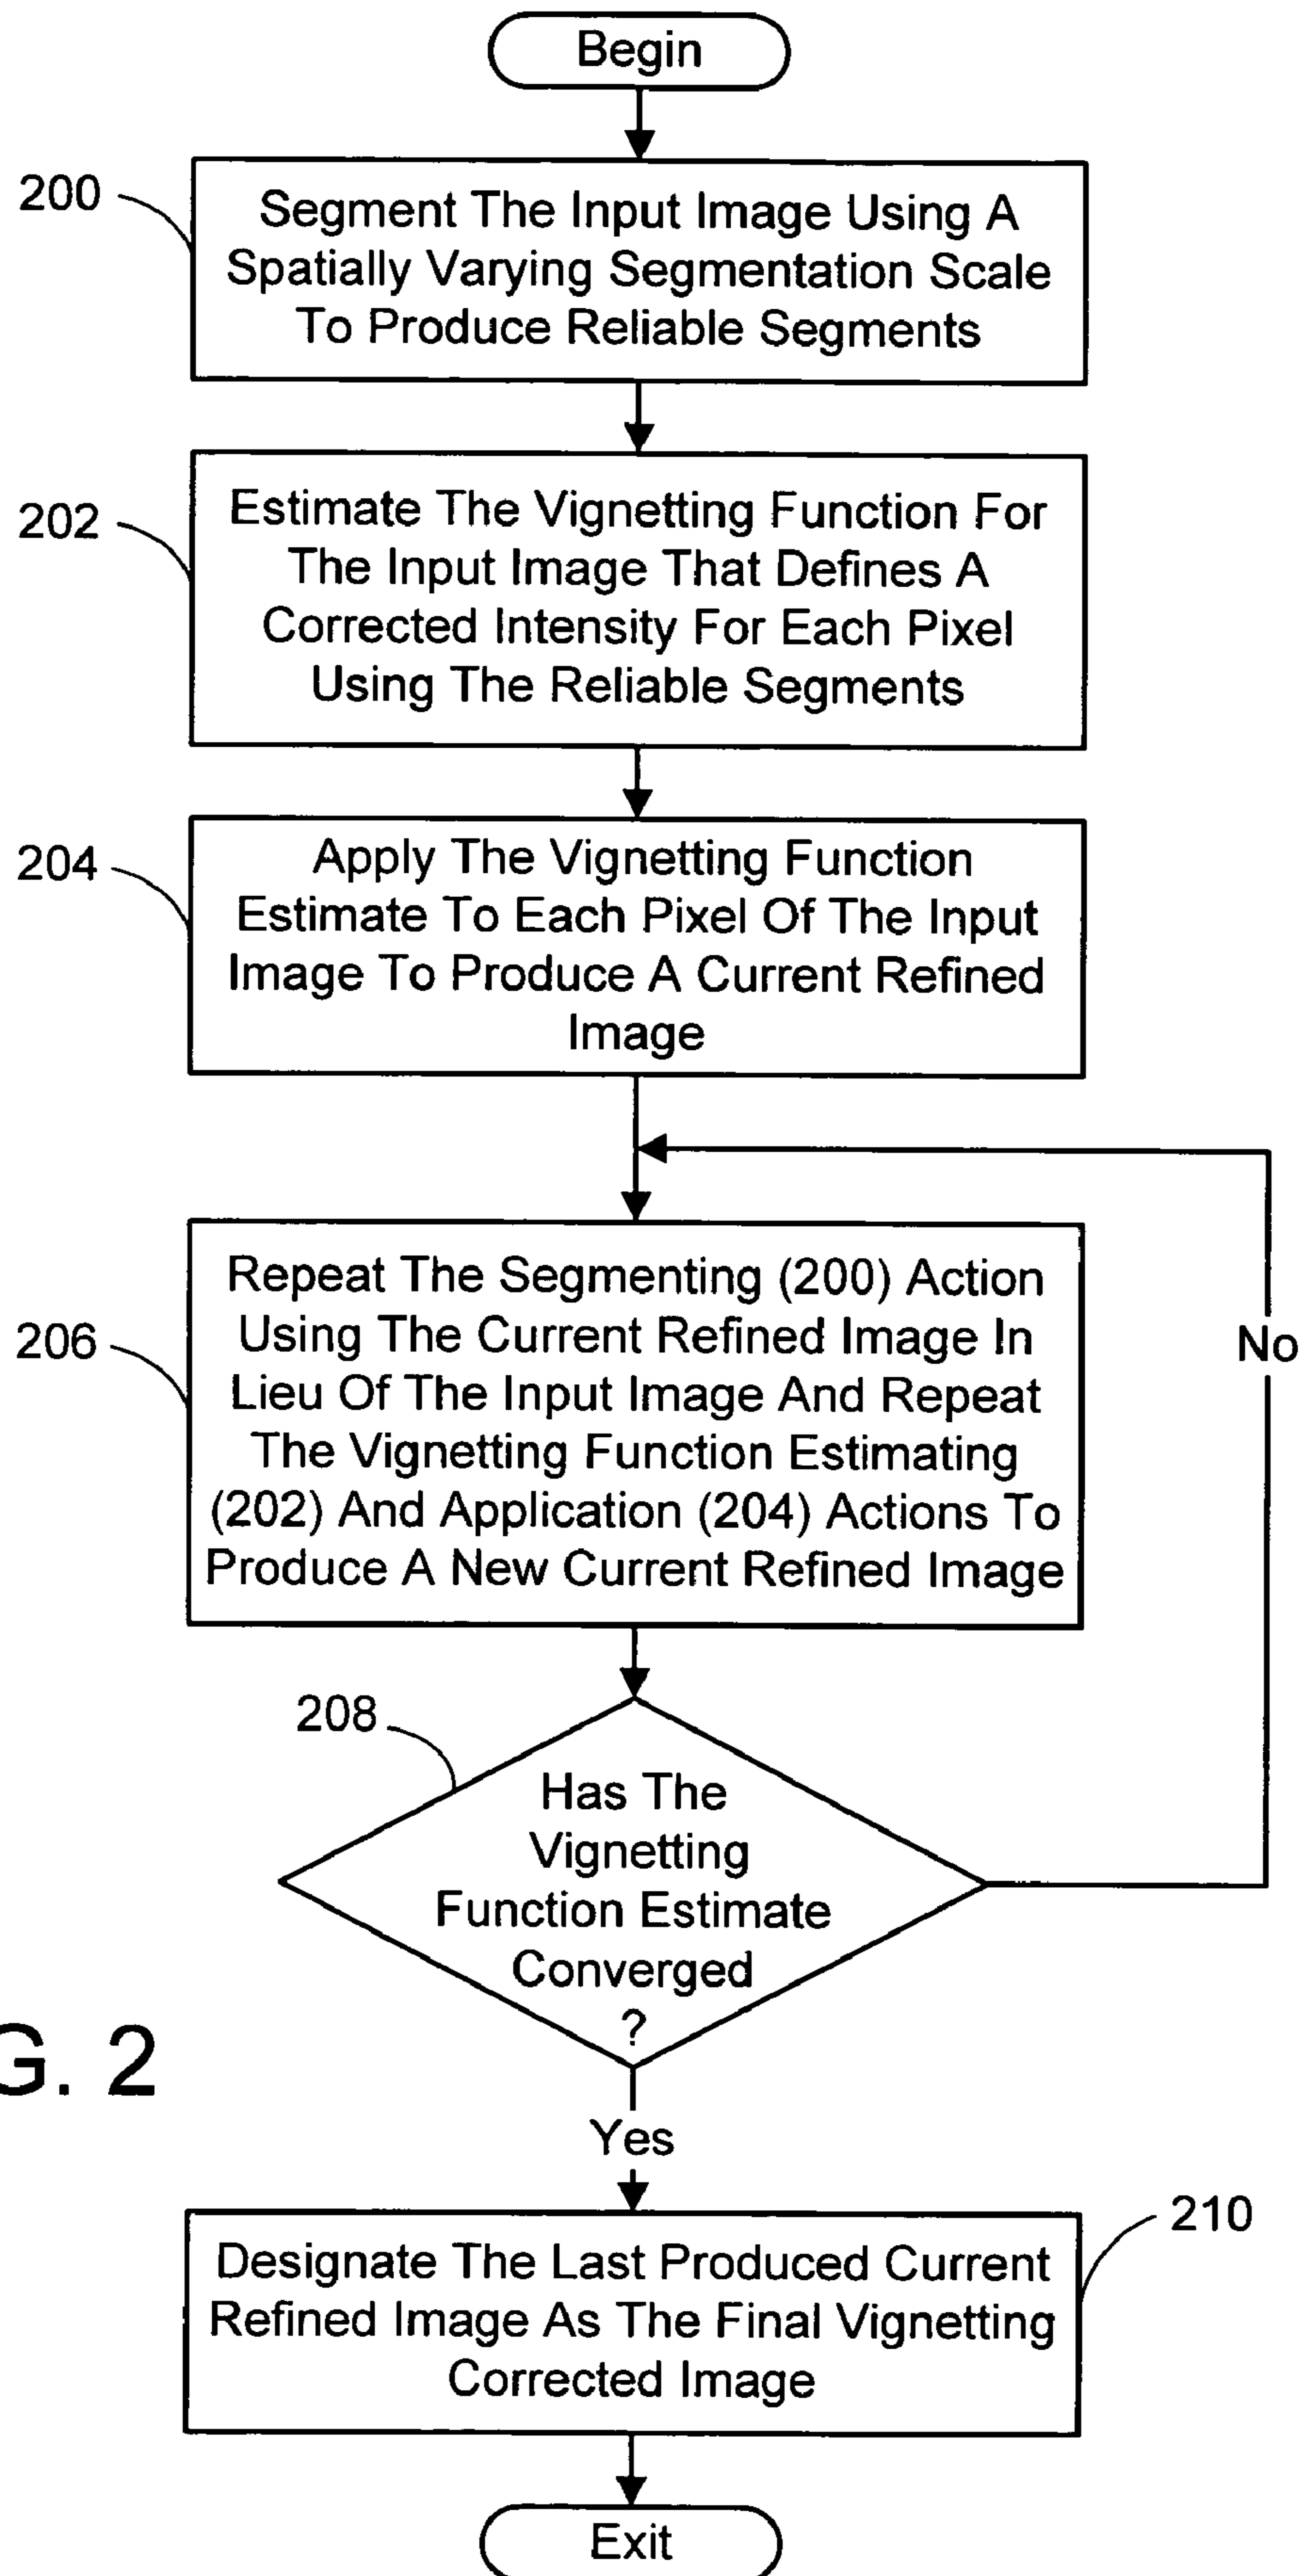 Begin
200
Segment The Input Image Using A
Spatially Varying Segmentation Scale
To Produce Reliable Segments
202
Estimate The Vignetting Function For
The Input Image That Defines A
Corrected Intensity For Each Pixel
Using The Reliable Segments
204
Apply The Vignetting Function
Estimate To Each Pixel Of The Input
Image To Produce A Current Refined
Image
206
Repeat The Segmenting (200) Action
Using The Current Refined Image In
Lieu Of The Input Image And Repeat
The Vignetting Function Estimating
(202) And Application (204) Actions To
Produce A New Current Refined Image
No
208
Has The
Vignetting
Function Estimate
Converged
?
G. 2
Yes
210
Designate The Last Produced Current
Refined Image As The Final Vignetting
Corrected Image
Exit